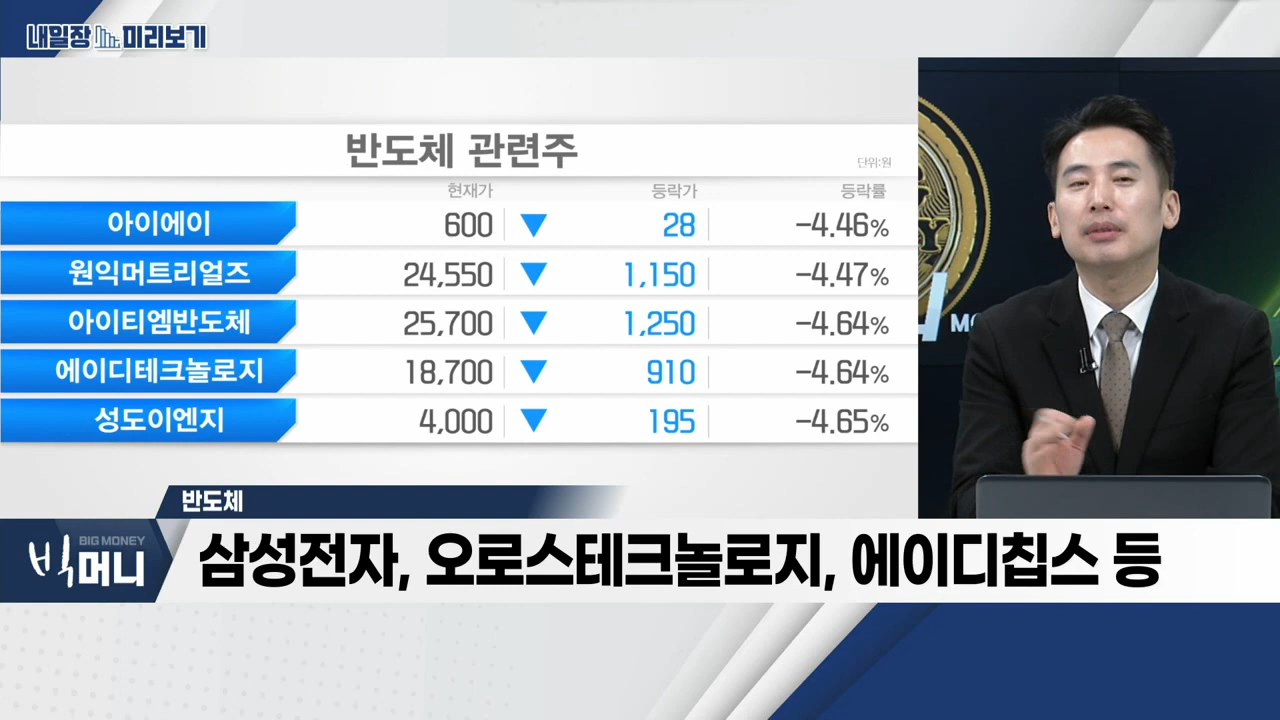 내일장 미리보기
반도체 관련주
단위:원
현재가 등락가 등락률
아이에이 600 ▼ 28 -4.46%
원익머트리얼즈 24,550 ▼ 1,150 -4.47%
아이티엠반도체 25,700 ▼ 1,250 -4.64%
에이디테크놀로지 18,700 ▼ 910 -4.64%
성도이엔지 4,000 ▼ 195 -4.65%
반도체
BIG MONEY
빅머니
삼성전자, 오로스테크놀로지, 에이디칩스 등